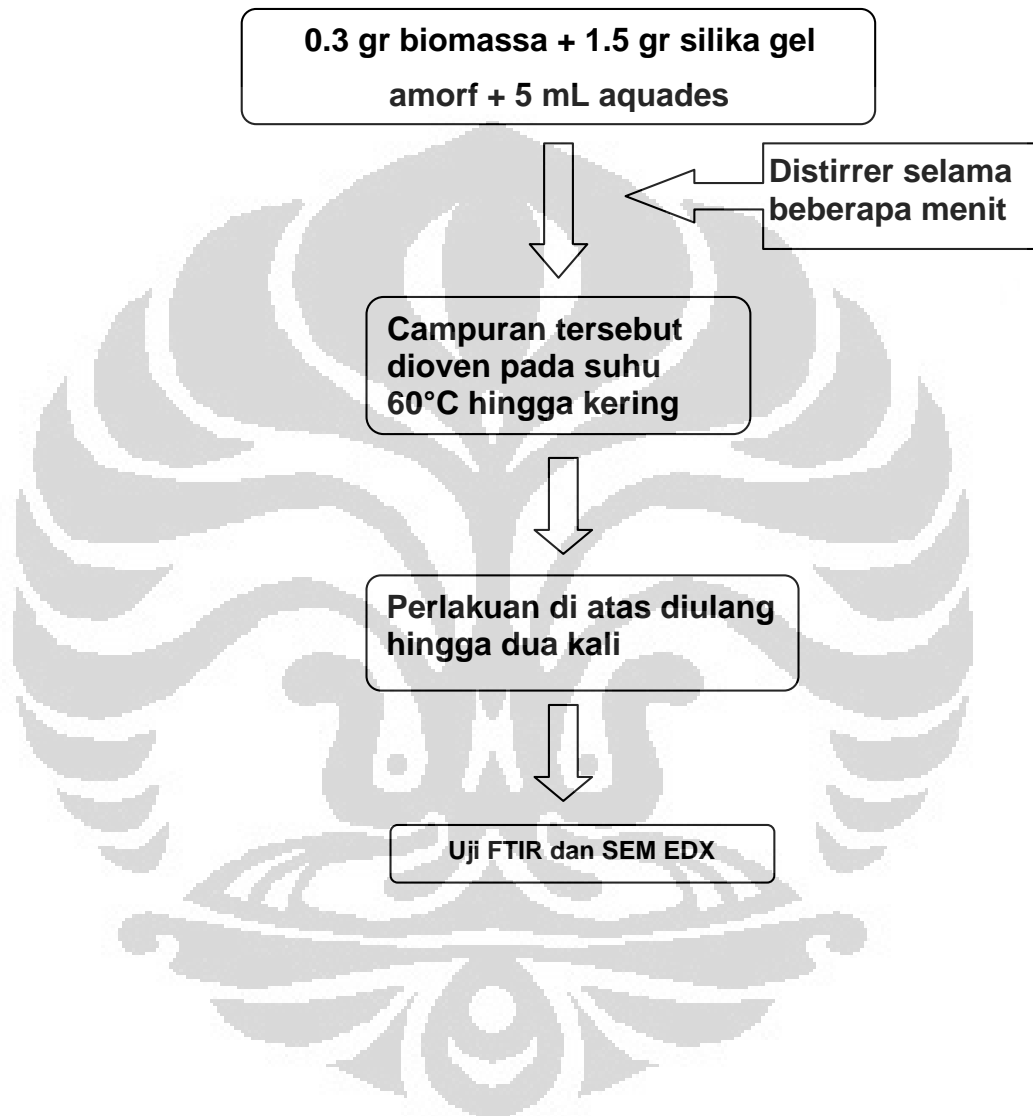 0.3 gr biomassa + 1.5 gr silika gel
amorf + 5 mL aquades
Distirrer selama
beberapa menit
Campuran tersebut
dioven pada suhu
60°C hingga kering
Perlakuan di atas diulang
hingga dua kali
Uji FTIR dan SEM EDX